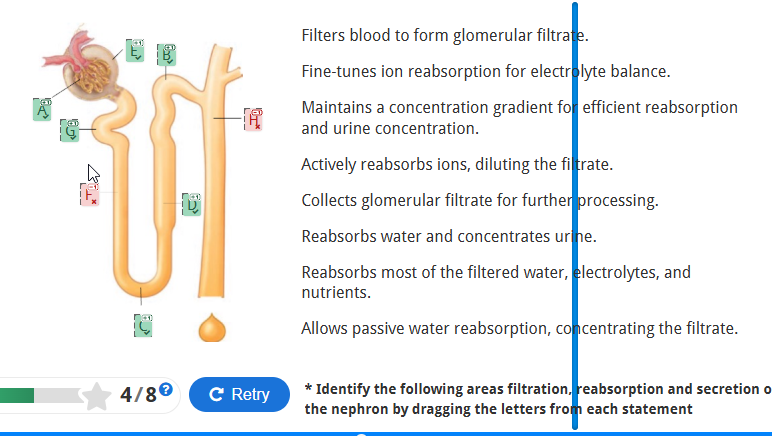 Filters blood to form glomerular filtrate.
Fine-tunes ion reabsorption for electrolyte balance.
Maintains a concentration gradient for efficient reabsorption
and urine concentration.
Actively reabsorbs ions, diluting the filtrate.
Collects glomerular filtrate for further processing.
Reabsorbs water and concentrates urine.
Reabsorbs most of the filtered water, electrolytes, and
nutrients.
Allows passive water reabsorption, concentrating the filtrate.
E
B
A
G
H
F
D
C
4/8
?
Retry
* Identify the following areas filtration, reabsorption and secretion o
the nephron by dragging the letters from each statement